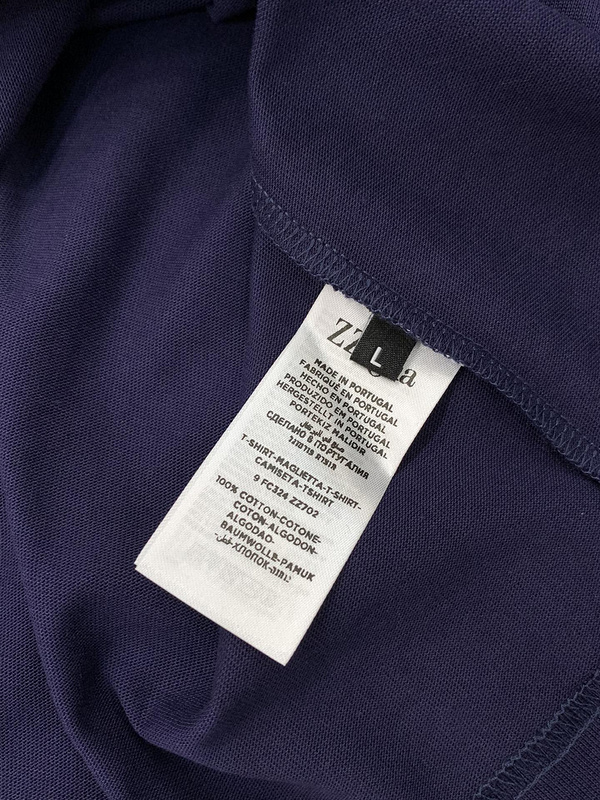 L
MADE IN PORTUGAL
FABRIQUÉ EN PORTUGAL
HECHO EN PORTUGAL
PRODUZIDO EM PORTUGAL
HERGESTELLT IN PORTUGAL
PORTEKIZ MALIDIR
СДЕЛАНО В ПОРТУГАЛИЯ
T-SHIRT-MAGLIETTA-T-SHIRT-
CAMISETA-TSHIRT
9 FC324 ZZ702
100% COTTON-COTONE-
COTON-ALGODON-
ALGODAO-
BAUMWOLLE-PAMUK
ХЛОПОК